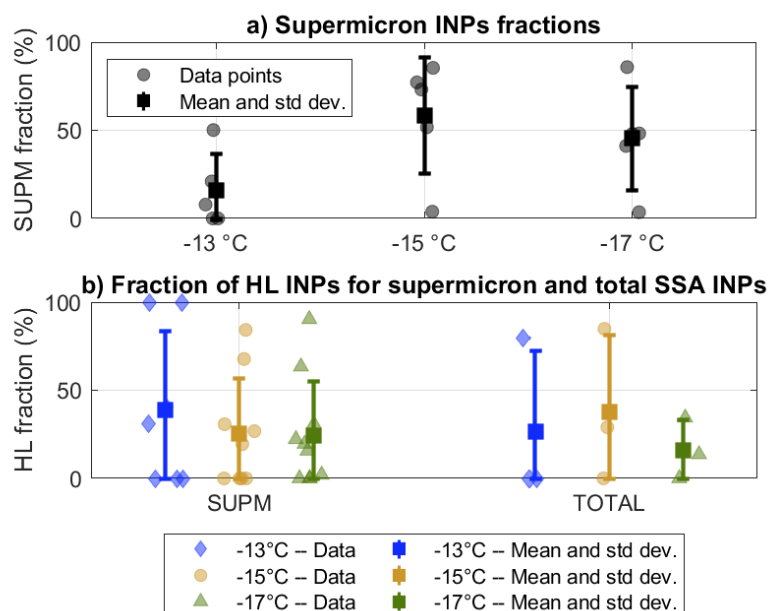 a) Supermicron INPs fractions
SUPM fraction (%)
100
50
0
Data points
Mean and std dev.
-13 °C
-15 °C
-17 °C
b) Fraction of HL INPs for supermicron and total SSA INPs
HL fraction (%)
100
50
0
SUPM
TOTAL
-13°C -- Data
-13°C -- Mean and std dev.
-15°C -- Data
-15°C -- Mean and std dev.
-17°C -- Data
-17°C -- Mean and std dev.